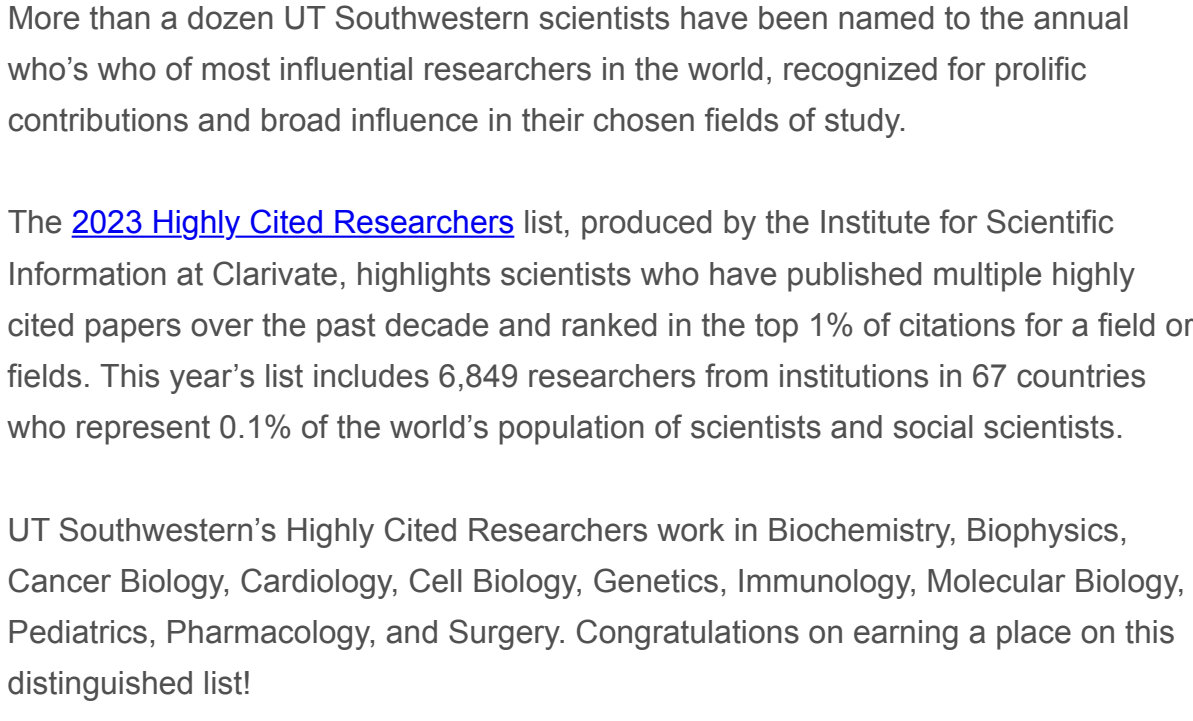 More than a dozen UT Southwestern scientists have been named to the annual
who’s who of most influential researchers in the world, recognized for prolific
contributions and broad influence in their chosen fields of study.
The 2023 Highly Cited Researchers list, produced by the Institute for Scientific
Information at Clarivate, highlights scientists who have published multiple highly
cited papers over the past decade and ranked in the top 1% of citations for a field or
fields. This year’s list includes 6,849 researchers from institutions in 67 countries
who represent 0.1% of the world’s population of scientists and social scientists.
UT Southwestern’s Highly Cited Researchers work in Biochemistry, Biophysics,
Cancer Biology, Cardiology, Cell Biology, Genetics, Immunology, Molecular Biology,
Pediatrics, Pharmacology, and Surgery. Congratulations on earning a place on this
distinguished list!